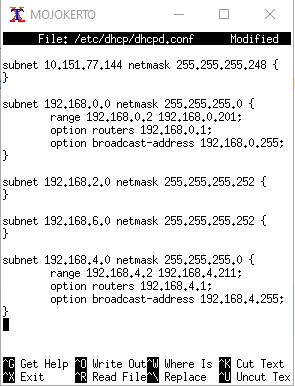 MOJOKERTO
File: /etc/dhcp/dhcpd.conf Modified
subnet 10.151.77.144 netmask 255.255.255.248 {
}
subnet 192.168.0.0 netmask 255.255.255.0 {
range 192.168.0.2 192.168.0.201;
option routers 192.168.0.1;
option broadcast-address 192.168.0.255;
}
subnet 192.168.2.0 netmask 255.255.255.252 {
}
subnet 192.168.6.0 netmask 255.255.255.252 {
}
subnet 192.168.4.0 netmask 255.255.255.0 {
range 192.168.4.2 192.168.4.211;
option routers 192.168.4.1;
option broadcast-address 192.168.4.255;
}
^G Get Help ^O Write Out ^W Where Is ^K Cut Text
^X Exit ^R Read File ^\ Replace ^U Uncut Tex